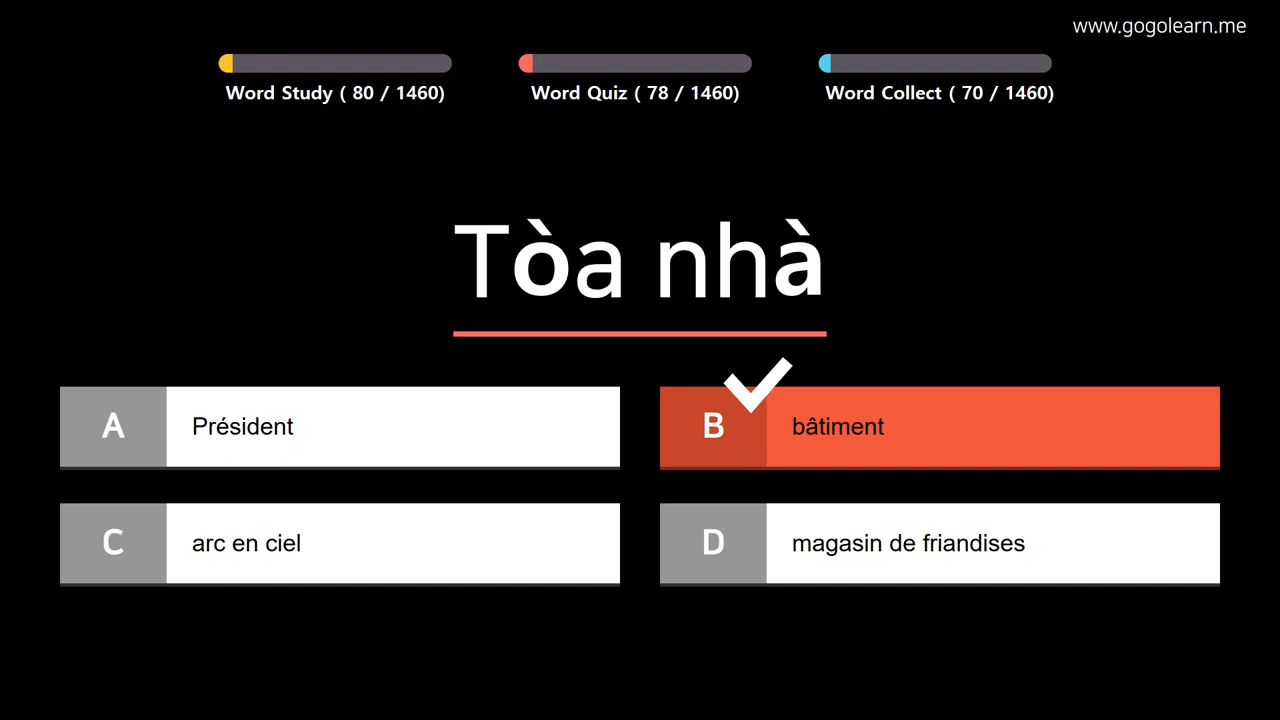 www.gogolearn.me
Word Study ( 80 / 1460)
Word Quiz ( 78 / 1460)
Word Collect ( 70 / 1460)
Tòa nhà
A Président
B bâtiment
C arc en ciel
D magasin de friandises